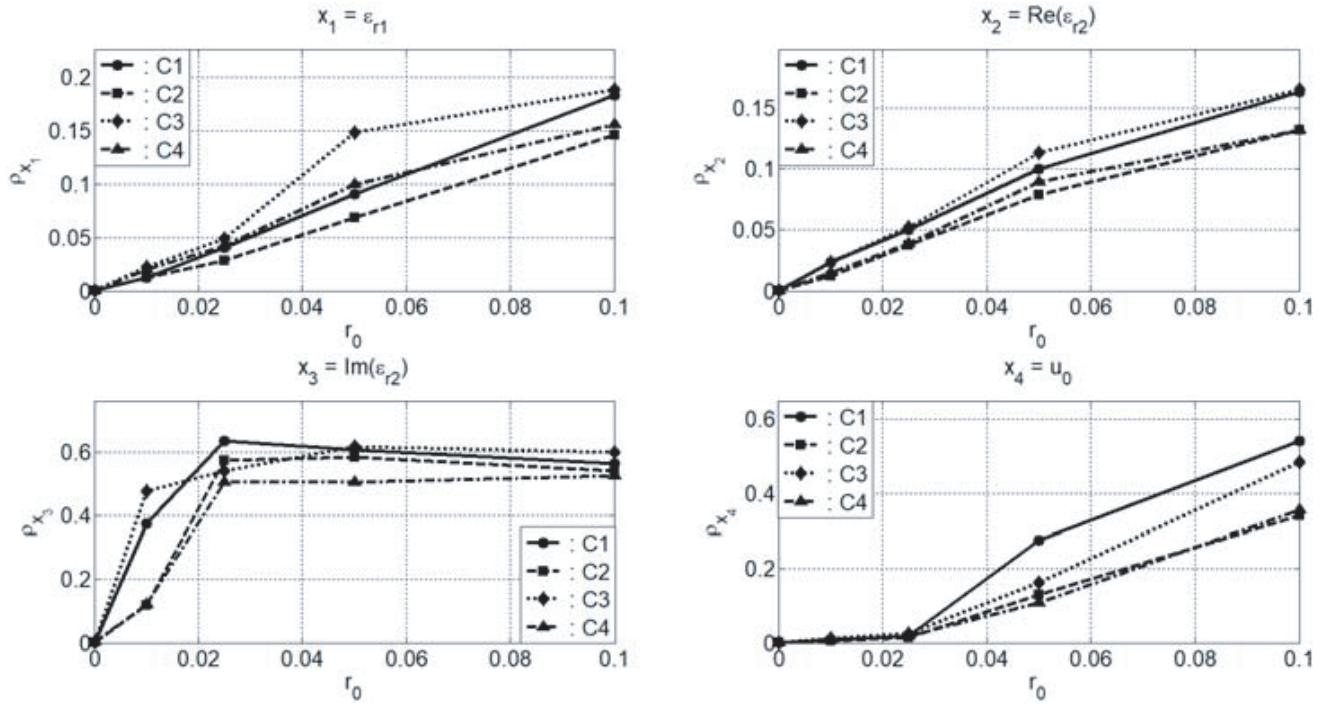 x1 = εr1
0.2
0.15
0.1
0.05
0
ρx1
: C1
: C2
: C3
: C4
0 0.02 0.04 0.06 0.08 0.1
r0
x2 = Re(εr2)
0.15
0.1
0.05
0
ρx2
: C1
: C2
: C3
: C4
0 0.02 0.04 0.06 0.08 0.1
r0
x3 = Im(εr2)
0.6
0.4
0.2
0
ρx3
: C1
: C2
: C3
: C4
0 0.02 0.04 0.06 0.08 0.1
r0
x4 = u0
0.6
0.4
0.2
0
ρx4
: C1
: C2
: C3
: C4
0 0.02 0.04 0.06 0.08 0.1
r0